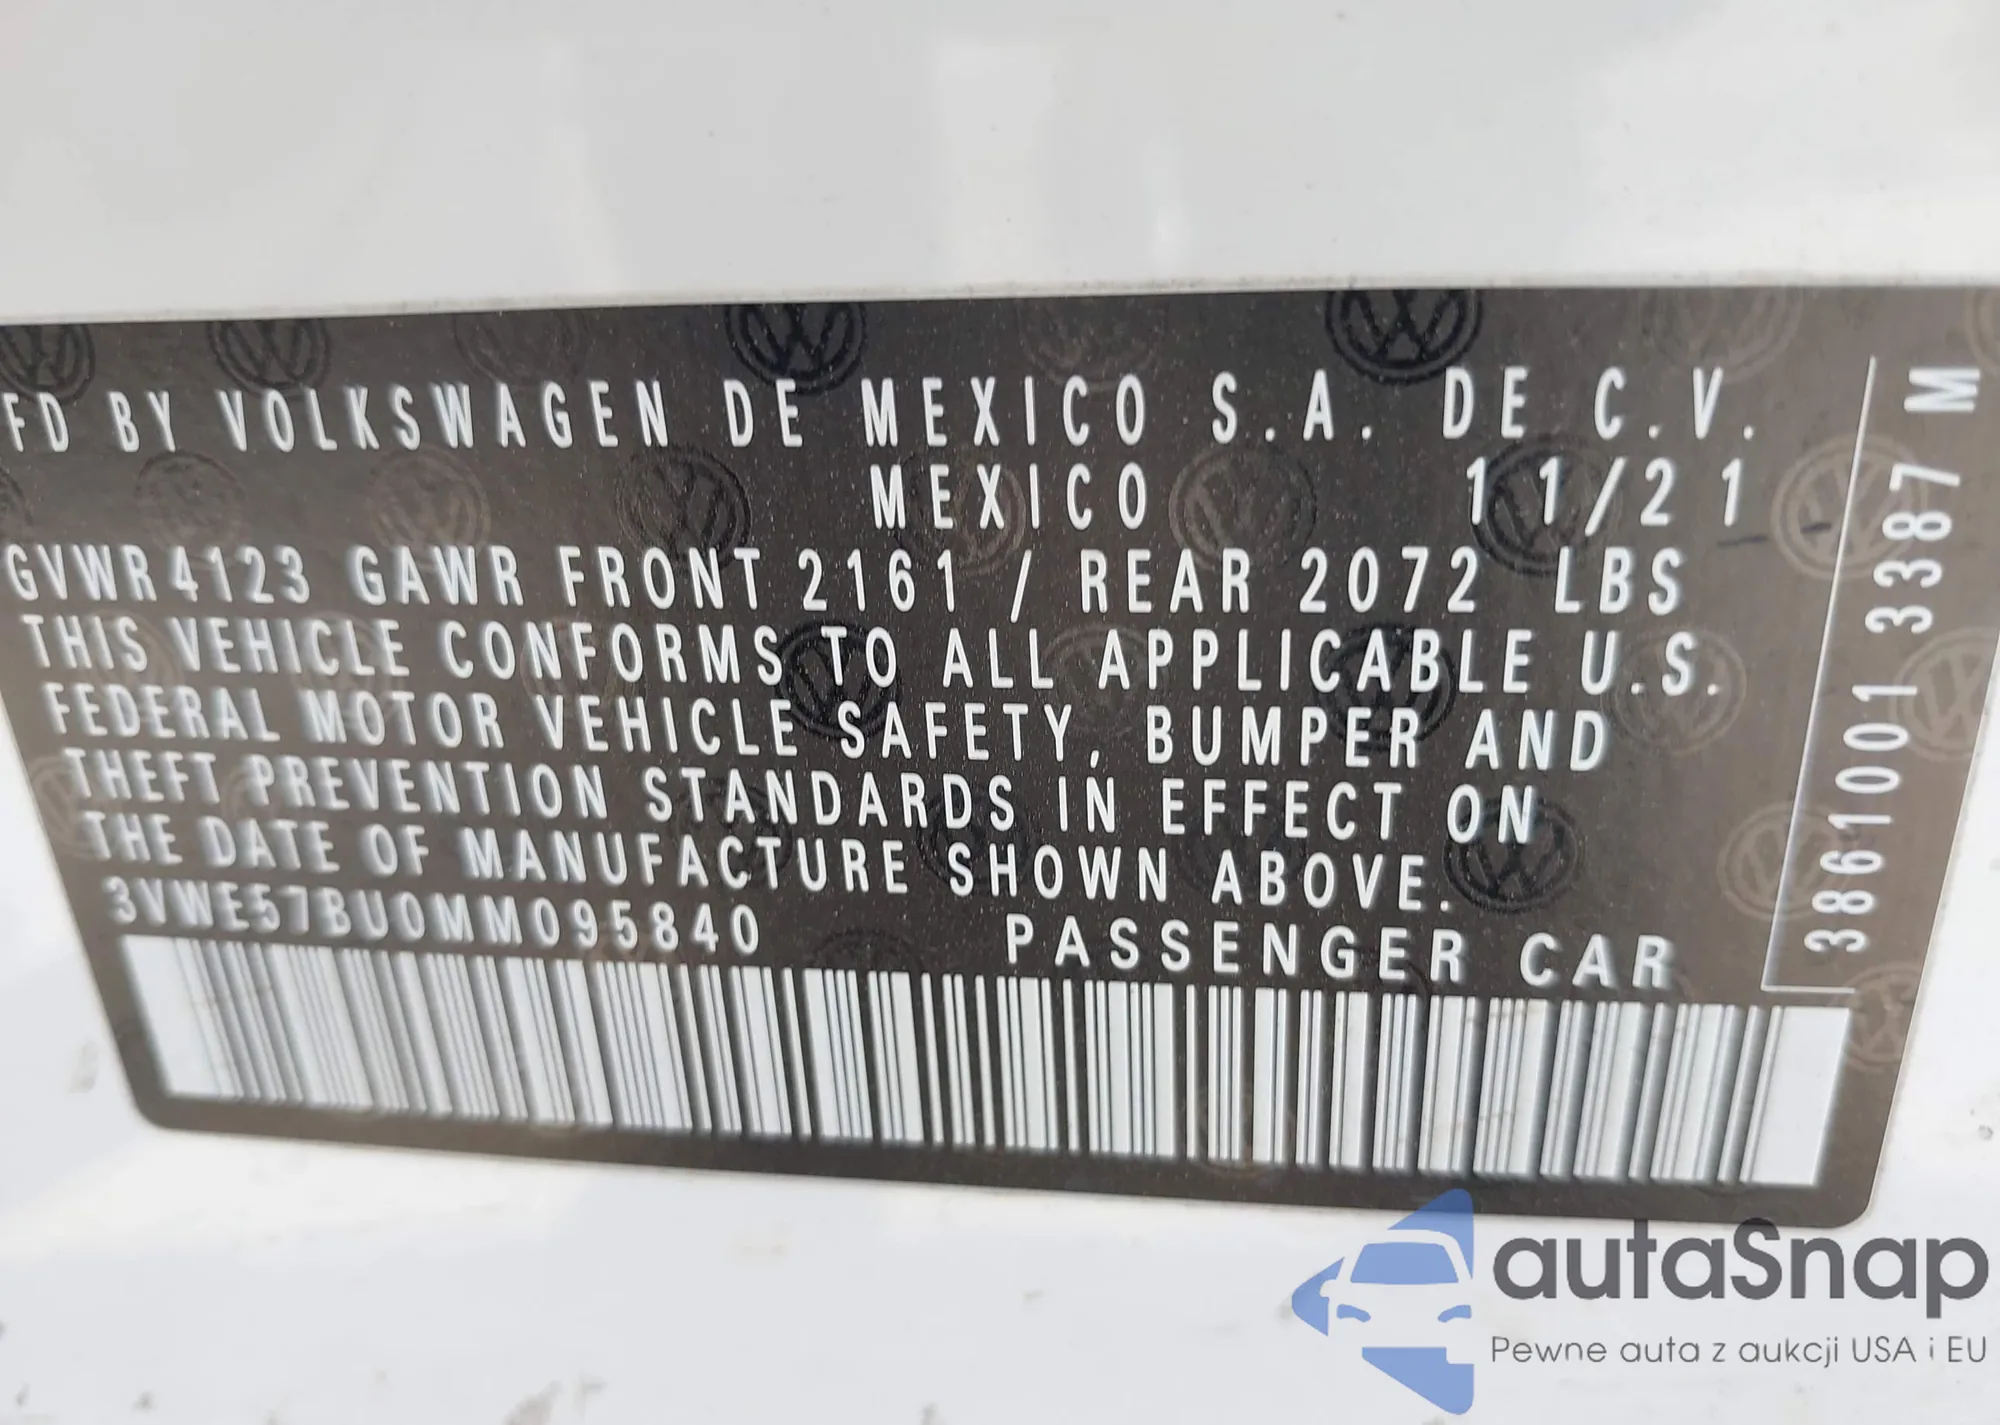 FD BY VOLKSWAGEN DE MEXICO S.A. DE C.V.
MEXICO 11/21
GVWR 4123 GAWR FRONT 2161 / REAR 2072 LBS
THIS VEHICLE CONFORMS TO ALL APPLICABLE U.S.
FEDERAL MOTOR VEHICLE SAFETY, BUMPER AND
THEFT PREVENTION STANDARDS IN EFFECT ON
THE DATE OF MANUFACTURE SHOWN ABOVE.
3VWE57BU0MM095840 PASSENGER CAR
3861001 3387 M
autaSnap
Pewne auta z aukcji USA i EU